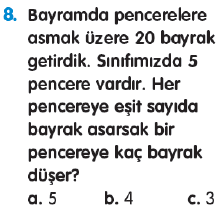 8. Bayramda pencerelere
asmak üzere 20 bayrak
getirdik. Sınıfımızda 5
pencere vardır. Her
pencereye eşit sayıda
bayrak asarsak bir
pencereye kaç bayrak
düşer?
a. 5 b. 4 c. 3